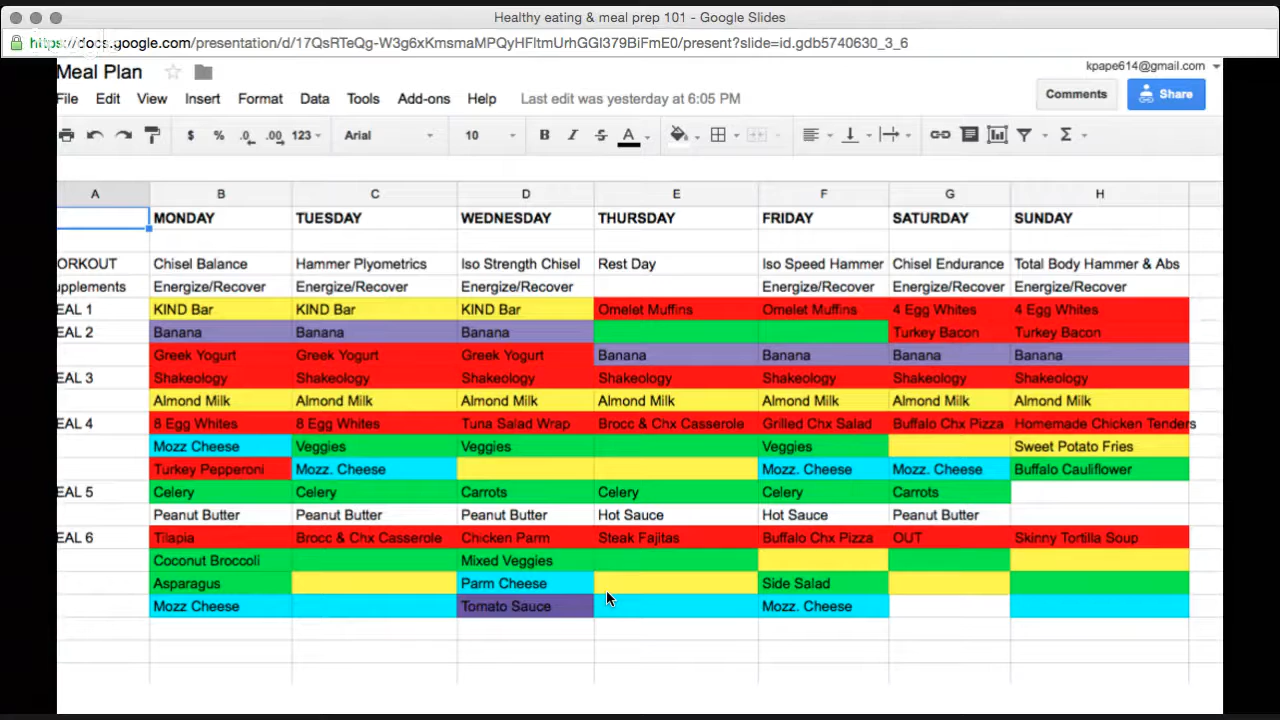 Healthy eating & meal prep 101 - Google Slides
https://docs.google.com/presentation/d/17QsRTeQg-W3g6xKmsmaMPQyHFltmUrhGGl379BiFmE0/present?slide=id.gdb5740630_3_6
Meal Plan
kpape614@gmail.com
File Edit View Insert Format Data Tools Add-ons Help Last edit was yesterday at 6:05 PM Comments Share
$ % .0 .00 123 Arial 10 B I S A Σ
A B C D E F G H
MONDAY TUESDAY WEDNESDAY THURSDAY FRIDAY SATURDAY SUNDAY
ORKOUT Chisel Balance Hammer Plyometrics Iso Strength Chisel Rest Day Iso Speed Hammer Chisel Endurance Total Body Hammer & Abs
upplements Energize/Recover Energize/Recover Energize/Recover Energize/Recover Energize/Recover Energize/Recover
EAL 1 KIND Bar KIND Bar KIND Bar Omelet Muffins Omelet Muffins 4 Egg Whites 4 Egg Whites
EAL 2 Banana Banana Banana Turkey Bacon Turkey Bacon
Greek Yogurt Greek Yogurt Greek Yogurt Banana Banana Banana Banana
EAL 3 Shakeology Shakeology Shakeology Shakeology Shakeology Shakeology Shakeology
Almond Milk Almond Milk Almond Milk Almond Milk Almond Milk Almond Milk Almond Milk
EAL 4 8 Egg Whites 8 Egg Whites Tuna Salad Wrap Brocc & Chx Casserole Grilled Chx Salad Buffalo Chx Pizza Homemade Chicken Tenders
Mozz Cheese Veggies Veggies Veggies Sweet Potato Fries
Turkey Pepperoni Mozz. Cheese Mozz. Cheese Mozz. Cheese Buffalo Cauliflower
EAL 5 Celery Celery Carrots Celery Celery Carrots
Peanut Butter Peanut Butter Peanut Butter Hot Sauce Hot Sauce Peanut Butter
EAL 6 Tilapia Brocc & Chx Casserole Chicken Parm Steak Fajitas Buffalo Chx Pizza OUT Skinny Tortilla Soup
Coconut Broccoli Mixed Veggies
Asparagus Parm Cheese Side Salad
Mozz Cheese Tomato Sauce Mozz. Cheese